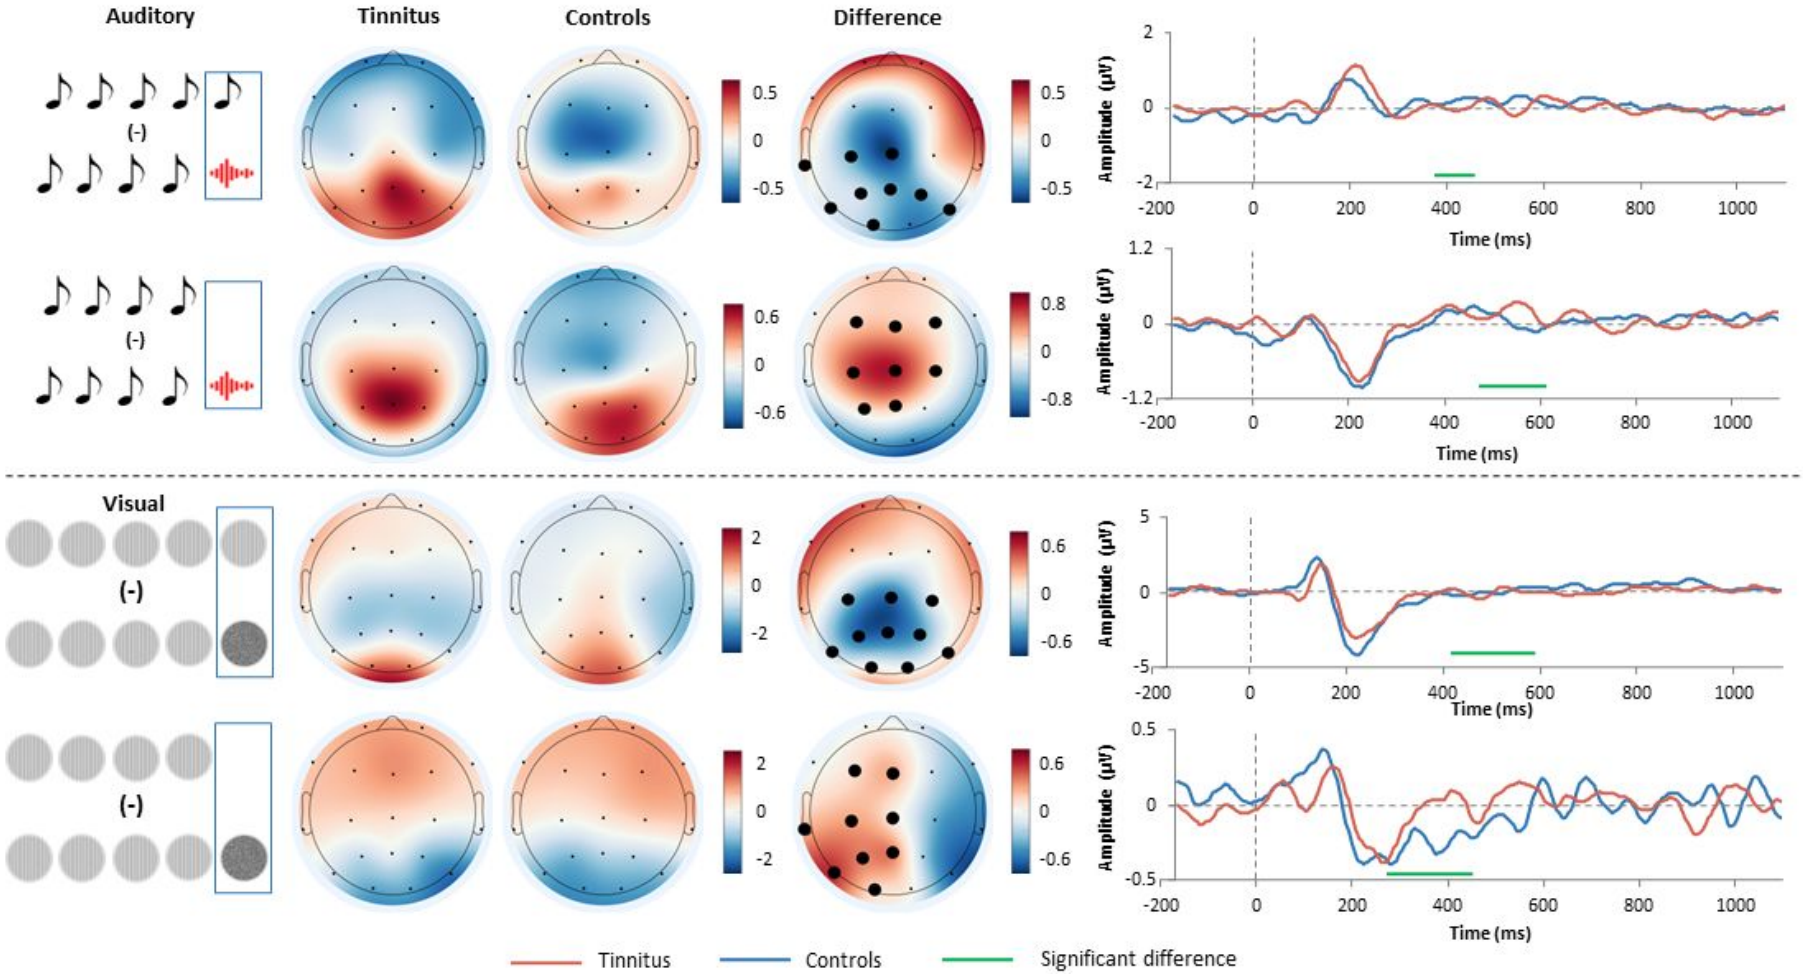 Auditory Tinnitus Controls Difference
(-)
0.5
0
-0.5
0.5
0
-0.5
Amplitude (µV)
2
0
-2
-200 0 200 400 600 800 1000
Time (ms)
(-)
0.6
0
-0.6
0.8
0
-0.8
Amplitude (µV)
1.2
0
-1.2
-200 0 200 400 600 800 1000
Time (ms)
Visual
(-)
2
0
-2
0.6
0
-0.6
Amplitude (µV)
5
0
-5
-200 0 200 400 600 800 1000
Time (ms)
(-)
2
0
-2
0.6
0
-0.6
Amplitude (µV)
0.5
0
-0.5
-200 0 200 400 600 800 1000
Time (ms)
Tinnitus Controls Significant difference